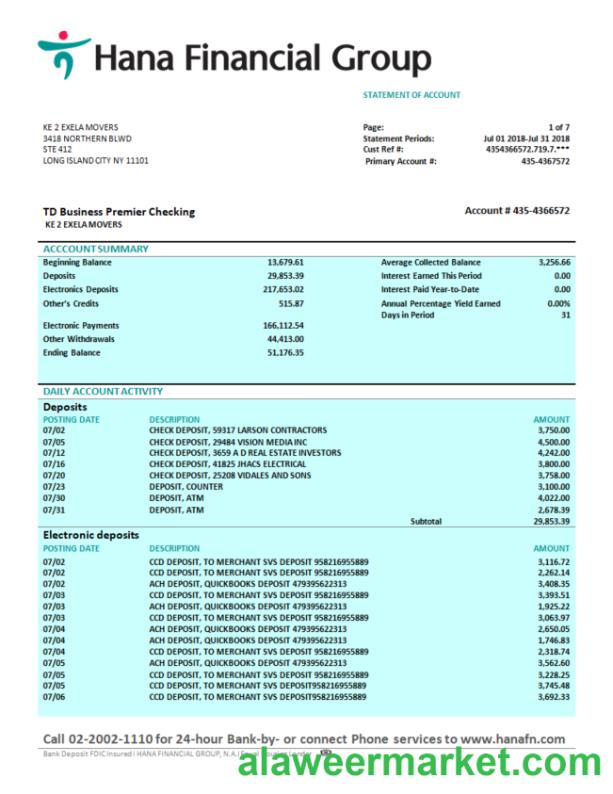 Hana Financial Group
STATEMENT OF ACCOUNT
KE 2 EXELA MOVERS
3418 NORTHERN BLWD
STE 412
LONG ISLAND CITY NY 11101
Page: 1 of 7
Statement Periods: Jul 01 2018-Jul 31 2018
Cust Ref #: 4354366572.719.7.***
Primary Account #: 435-4367572
TD Business Premier Checking
KE 2 EXELA MOVERS
Account # 435-4366572
ACCCOUNT SUMMARY
Beginning Balance 13,679.61 Average Collected Balance 3,256.66
Deposits 29,853.39 Interest Earned This Period 0.00
Electronics Deposits 217,653.02 Interest Paid Year-to-Date 0.00
Other's Credits 515.87 Annual Percentage Yield Earned 0.00%
Days in Period 31
Electronic Payments 166,112.54
Other Withdrawals 44,413.00
Ending Balance 51,176.35
DAILY ACCOUNT ACTIVITY
Deposits
POSTING DATE DESCRIPTION AMOUNT
07/02 CHECK DEPOSIT, 59317 LARSON CONTRACTORS 3,750.00
07/05 CHECK DEPOSIT, 29484 VISION MEDIA INC 4,500.00
07/12 CHECK DEPOSIT, 3659 A D REAL ESTATE INVESTORS 4,242.00
07/16 CHECK DEPOSIT, 41825 JHACS ELECTRICAL 3,800.00
07/20 CHECK DEPOSIT, 25208 VIDALES AND SONS 3,758.00
07/23 DEPOSIT, COUNTER 3,100.00
07/30 DEPOSIT, ATM 4,022.00
07/31 DEPOSIT, ATM 2,678.39
Subtotal 29,853.39
Electronic deposits
POSTING DATE DESCRIPTION AMOUNT
07/02 CCD DEPOSIT, TO MERCHANT SVS DEPOSIT 958216955889 3,116.72
07/02 CCD DEPOSIT, TO MERCHANT SVS DEPOSIT 958216955889 2,262.14
07/02 ACH DEPOSIT, QUICKBOOKS DEPOSIT 479395622313 3,408.35
07/03 CCD DEPOSIT, TO MERCHANT SVS DEPOSIT 958216955889 3,393.51
07/03 ACH DEPOSIT, QUICKBOOKS DEPOSIT 479395622313 1,925.22
07/03 CCD DEPOSIT, TO MERCHANT SVS DEPOSIT 958216955889 3,063.97
07/04 ACH DEPOSIT, QUICKBOOKS DEPOSIT 479395622313 2,650.05
07/04 ACH DEPOSIT, QUICKBOOKS DEPOSIT 479395622313 1,746.83
07/04 CCD DEPOSIT, TO MERCHANT SVS DEPOSIT 958216955889 2,318.74
07/05 ACH DEPOSIT, QUICKBOOKS DEPOSIT 479395622313 3,562.60
07/05 CCD DEPOSIT, TO MERCHANT SVS DEPOSIT 958216955889 3,228.25
07/05 CCD DEPOSIT, TO MERCHANT SVS DEPOSIT958216955889 3,745.48
07/06 CCD DEPOSIT, TO MERCHANT SVS DEPOSIT958216955889 3,692.33
Call 02-2002-1110 for 24-hour Bank-by- or connect Phone services to www.hanafn.com
Bank Deposit FDIC Insured I HANA FINANCIAL GROUP, N.A.I
alaweermarket.com